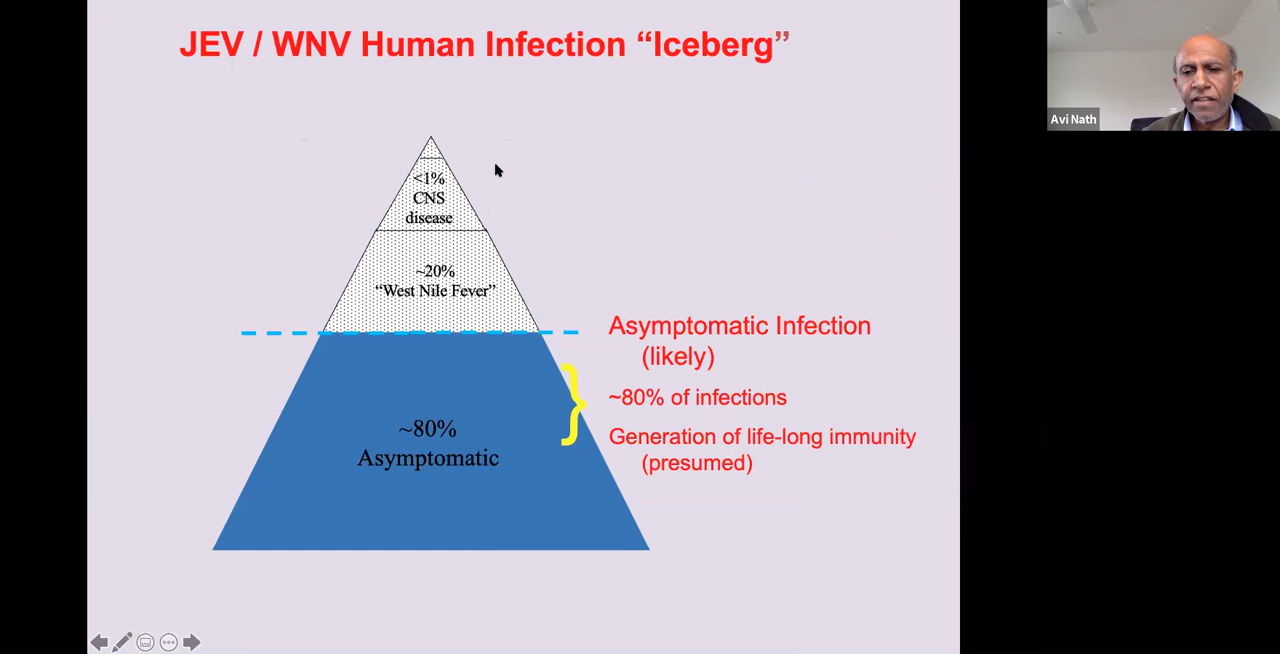 JEV / WNV Human Infection “Iceberg”
Avi Nath
<1%
CNS
disease
~20%
“West Nile Fever”
Asymptomatic Infection
(likely)
~80% of infections
~80%
Asymptomatic
Generation of life-long immunity
(presumed)